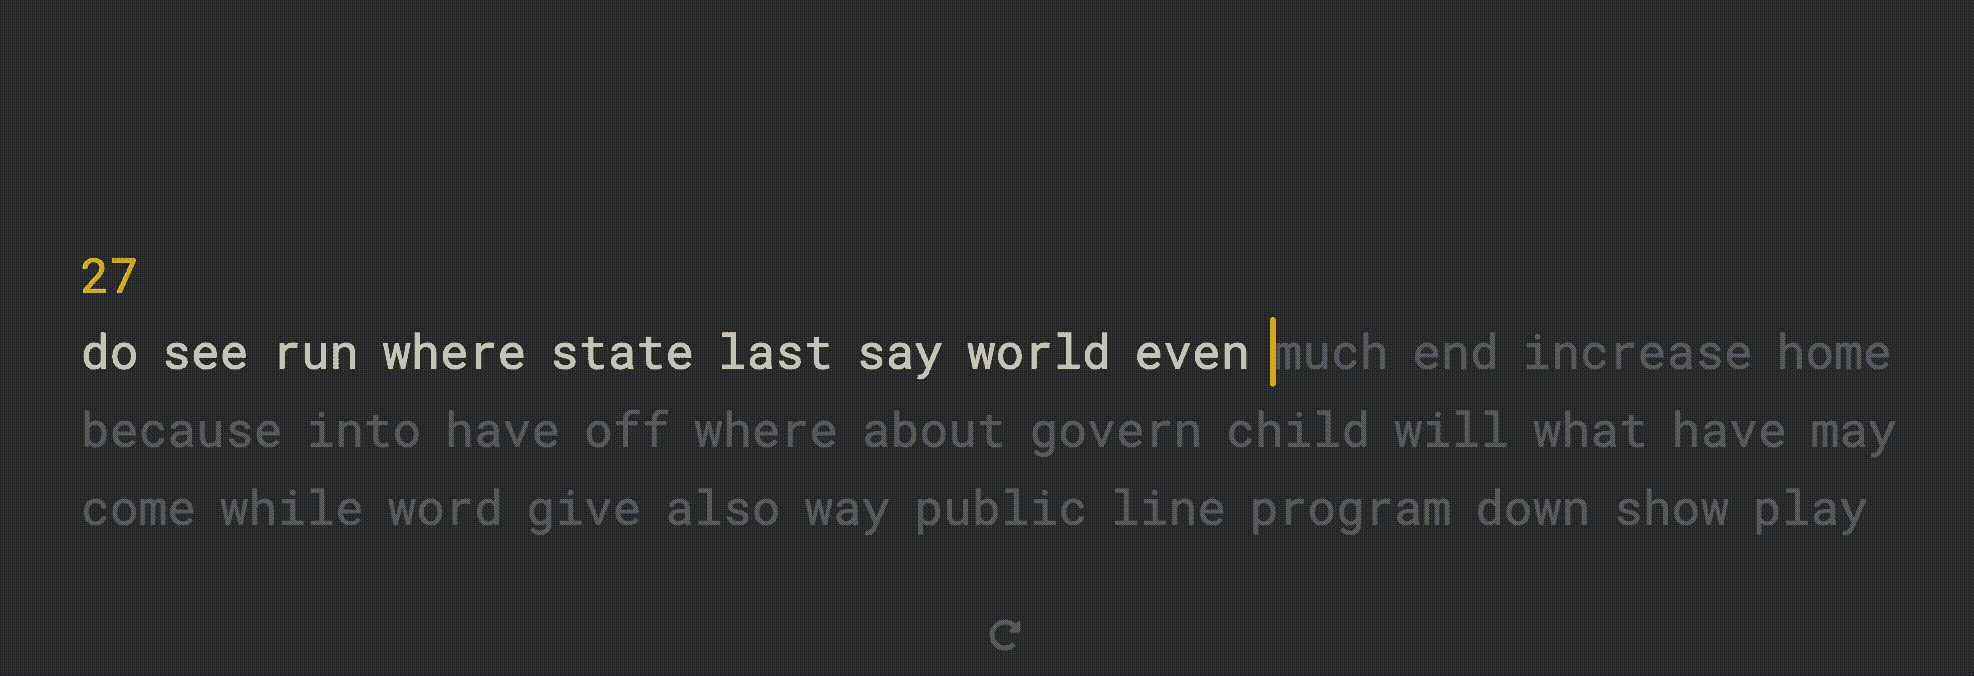 27
do see run where state last say world even much end increase home
because into have off where about govern child will what have may
come while word give also way public line program down show play